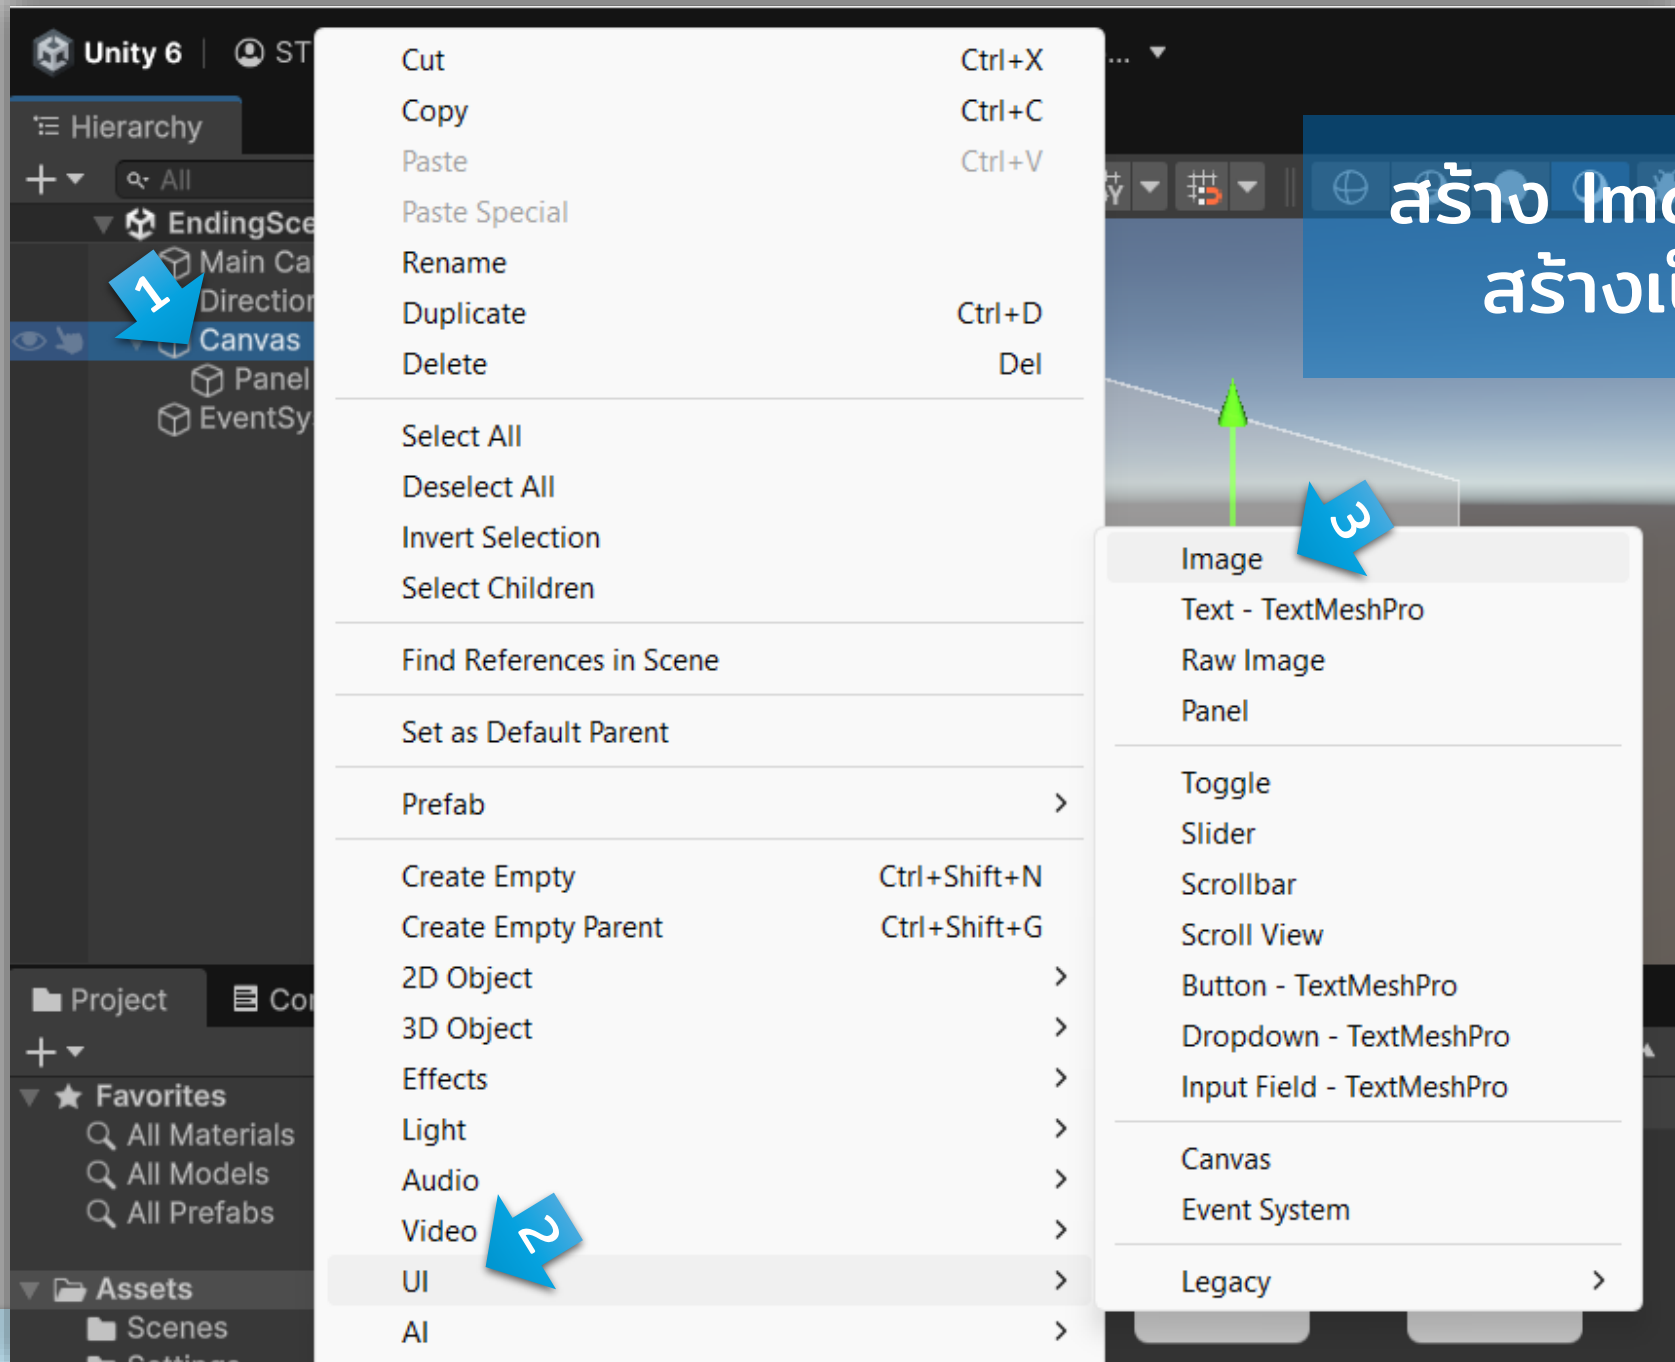 Unity 6
ST
...
Hierarchy
All
EndingSce
Main Ca
Direction
Canvas
Panel
EventSy
1
Cut Ctrl+X
Copy Ctrl+C
Paste Ctrl+V
Paste Special
Rename
Duplicate Ctrl+D
Delete Del
Select All
Deselect All
Invert Selection
Select Children
Find References in Scene
Set as Default Parent
Prefab
Create Empty Ctrl+Shift+N
Create Empty Parent Ctrl+Shift+G
2D Object
3D Object
Effects
Light
Audio
Video
UI
AI
2
สร้าง Ima
สร้างเ
3
Image
Text - TextMeshPro
Raw Image
Panel
Toggle
Slider
Scrollbar
Scroll View
Button - TextMeshPro
Dropdown - TextMeshPro
Input Field - TextMeshPro
Canvas
Event System
Legacy
Project
Con
Favorites
All Materials
All Models
All Prefabs
Assets
Scenes
Settings